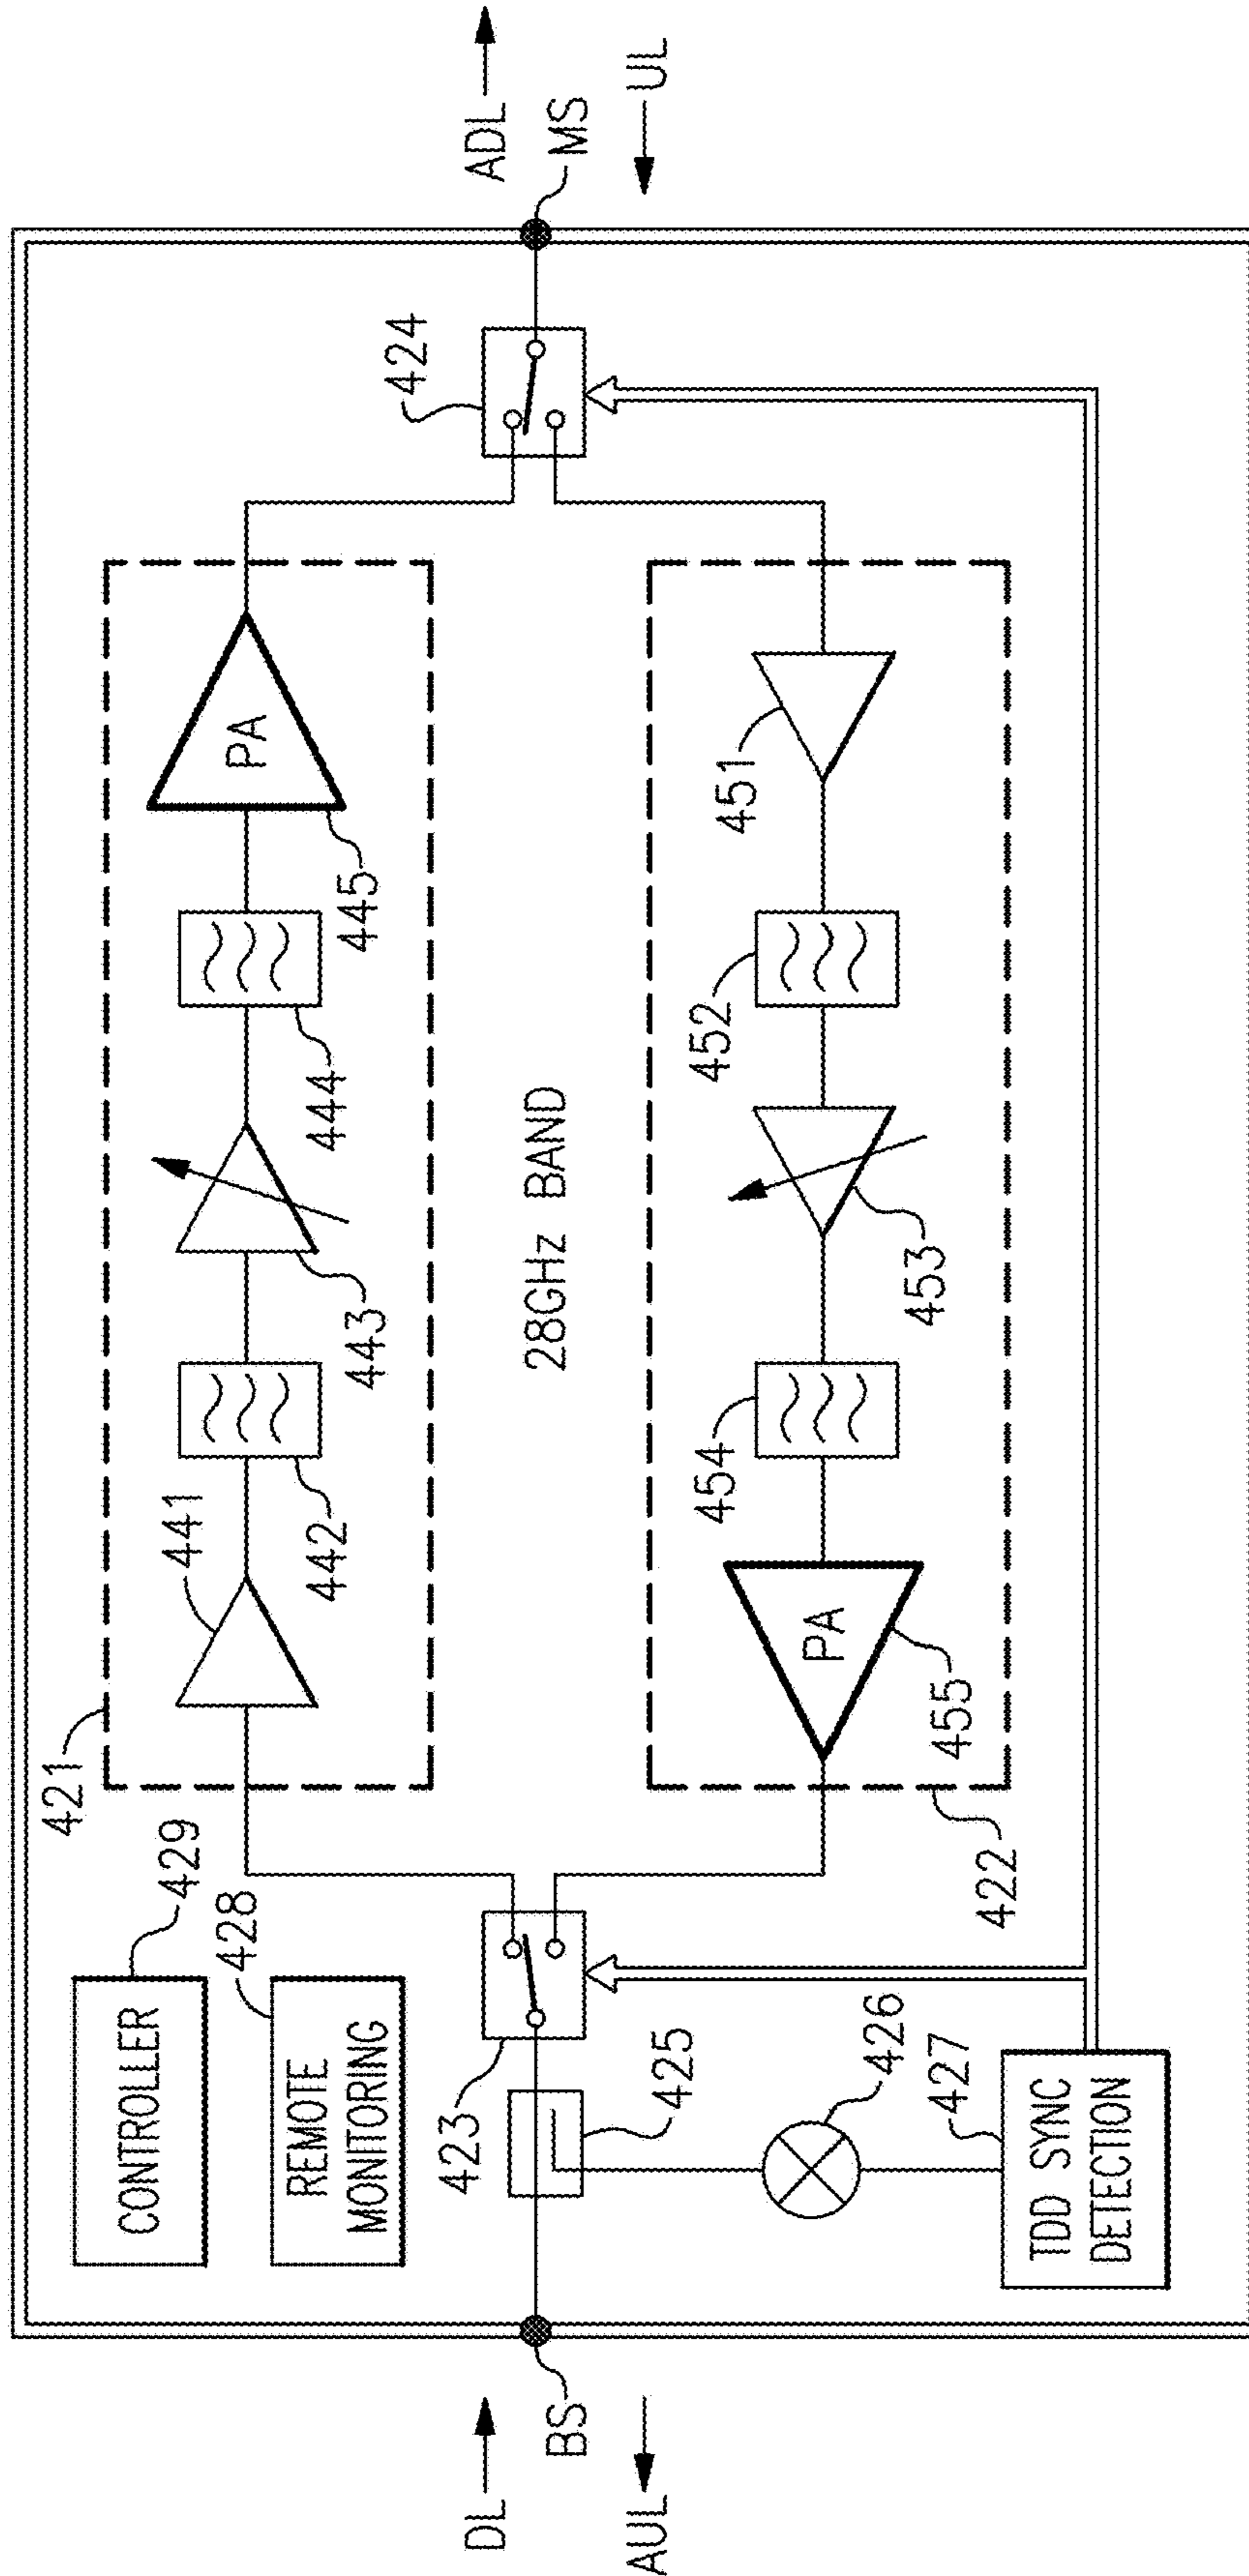 ADL
MS
UL
424
PA
445
444
443
442
441
421
28GHz BAND
451
452
453
454
PA
455
422
CONTROLLER
429
REMOTE
MONITORING
428
423
425
426
427
TDD SYNC
DETECTION
DL
BS
AUL